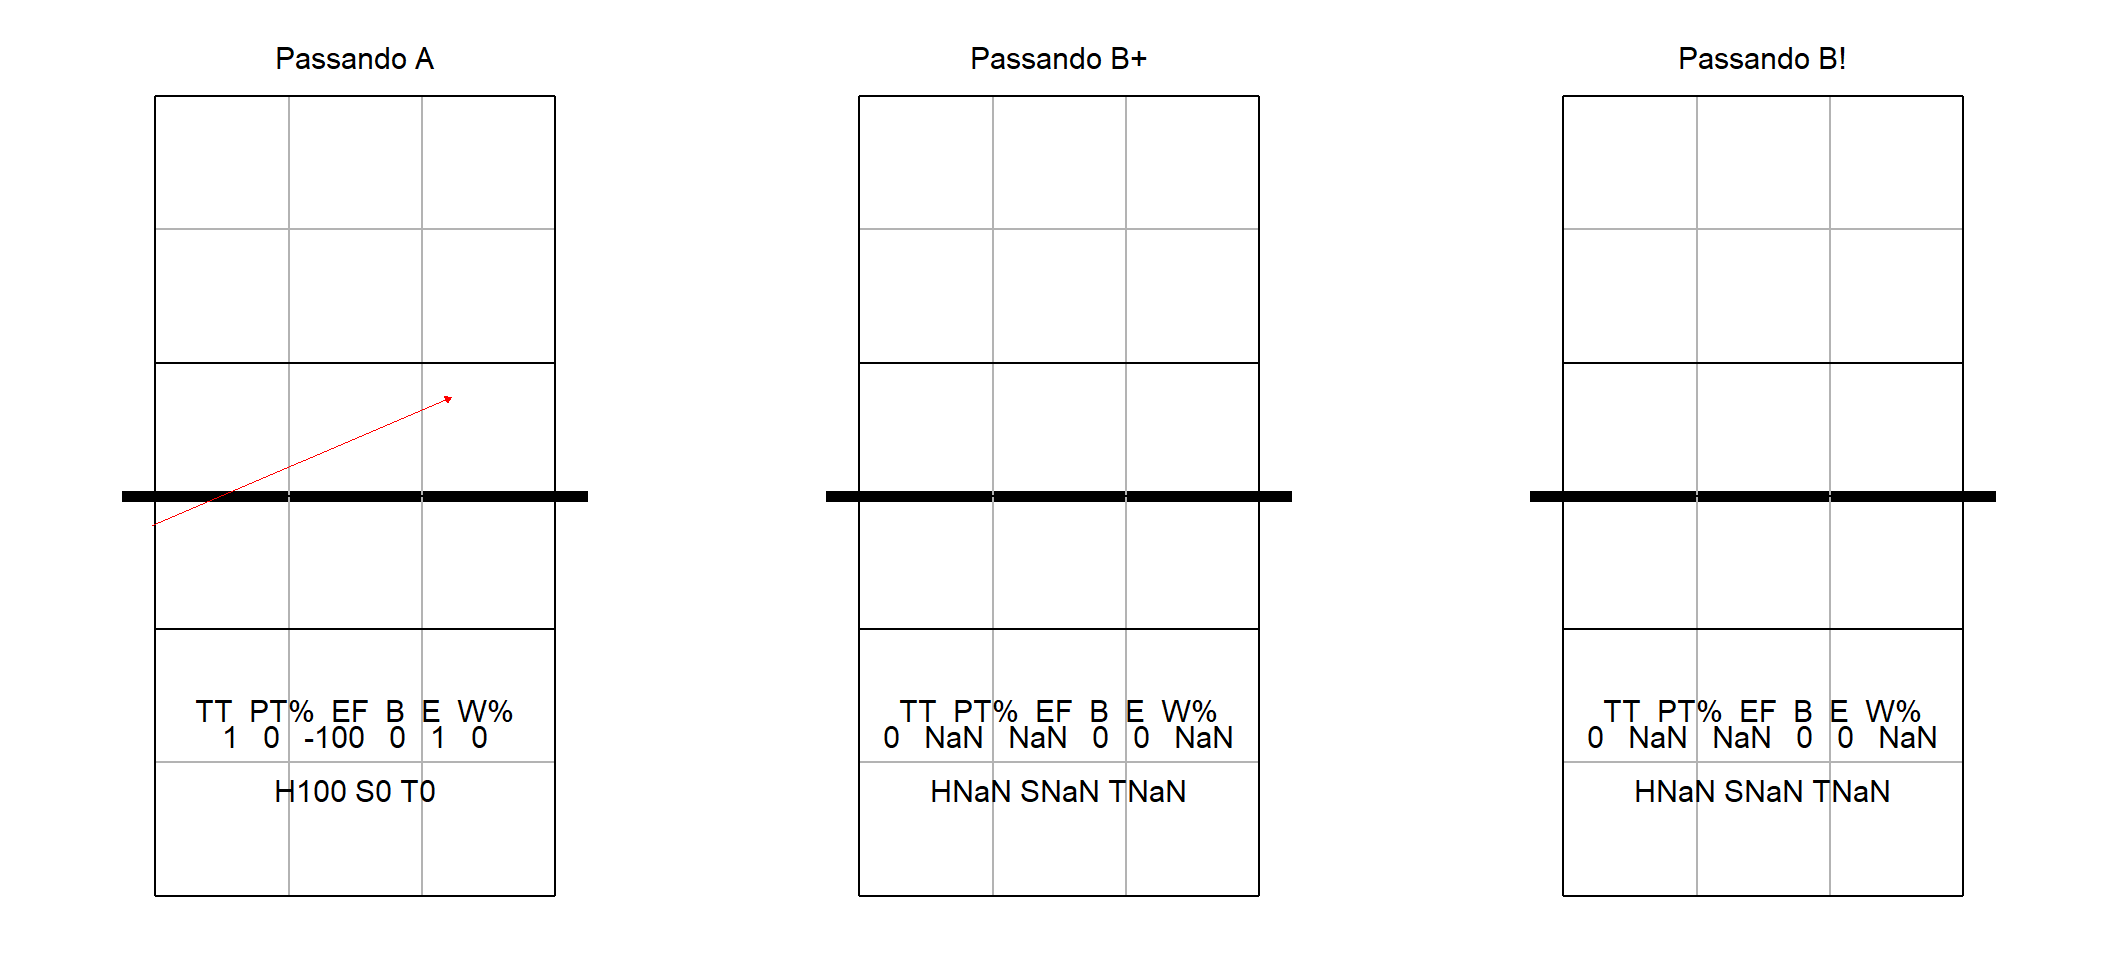 Passando A
TT PT% EF B E W%
1 0 -100 0 1 0
H100 S0 T0
Passando B+
TT PT% EF B E W%
0 NaN NaN 0 0 NaN
HNaN SNaN TNaN
Passando B!
TT PT% EF B E W%
0 NaN NaN 0 0 NaN
HNaN SNaN TNaN